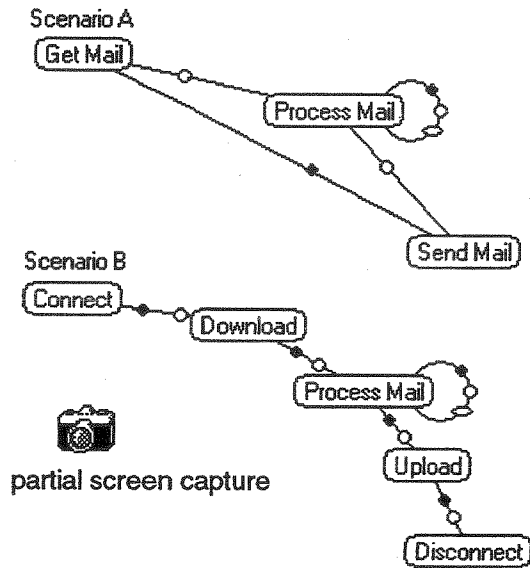 Scenario A
Get Mail
Process Mail
Send Mail
Scenario B
Connect
Download
Process Mail
Upload
Disconnect
partial screen capture